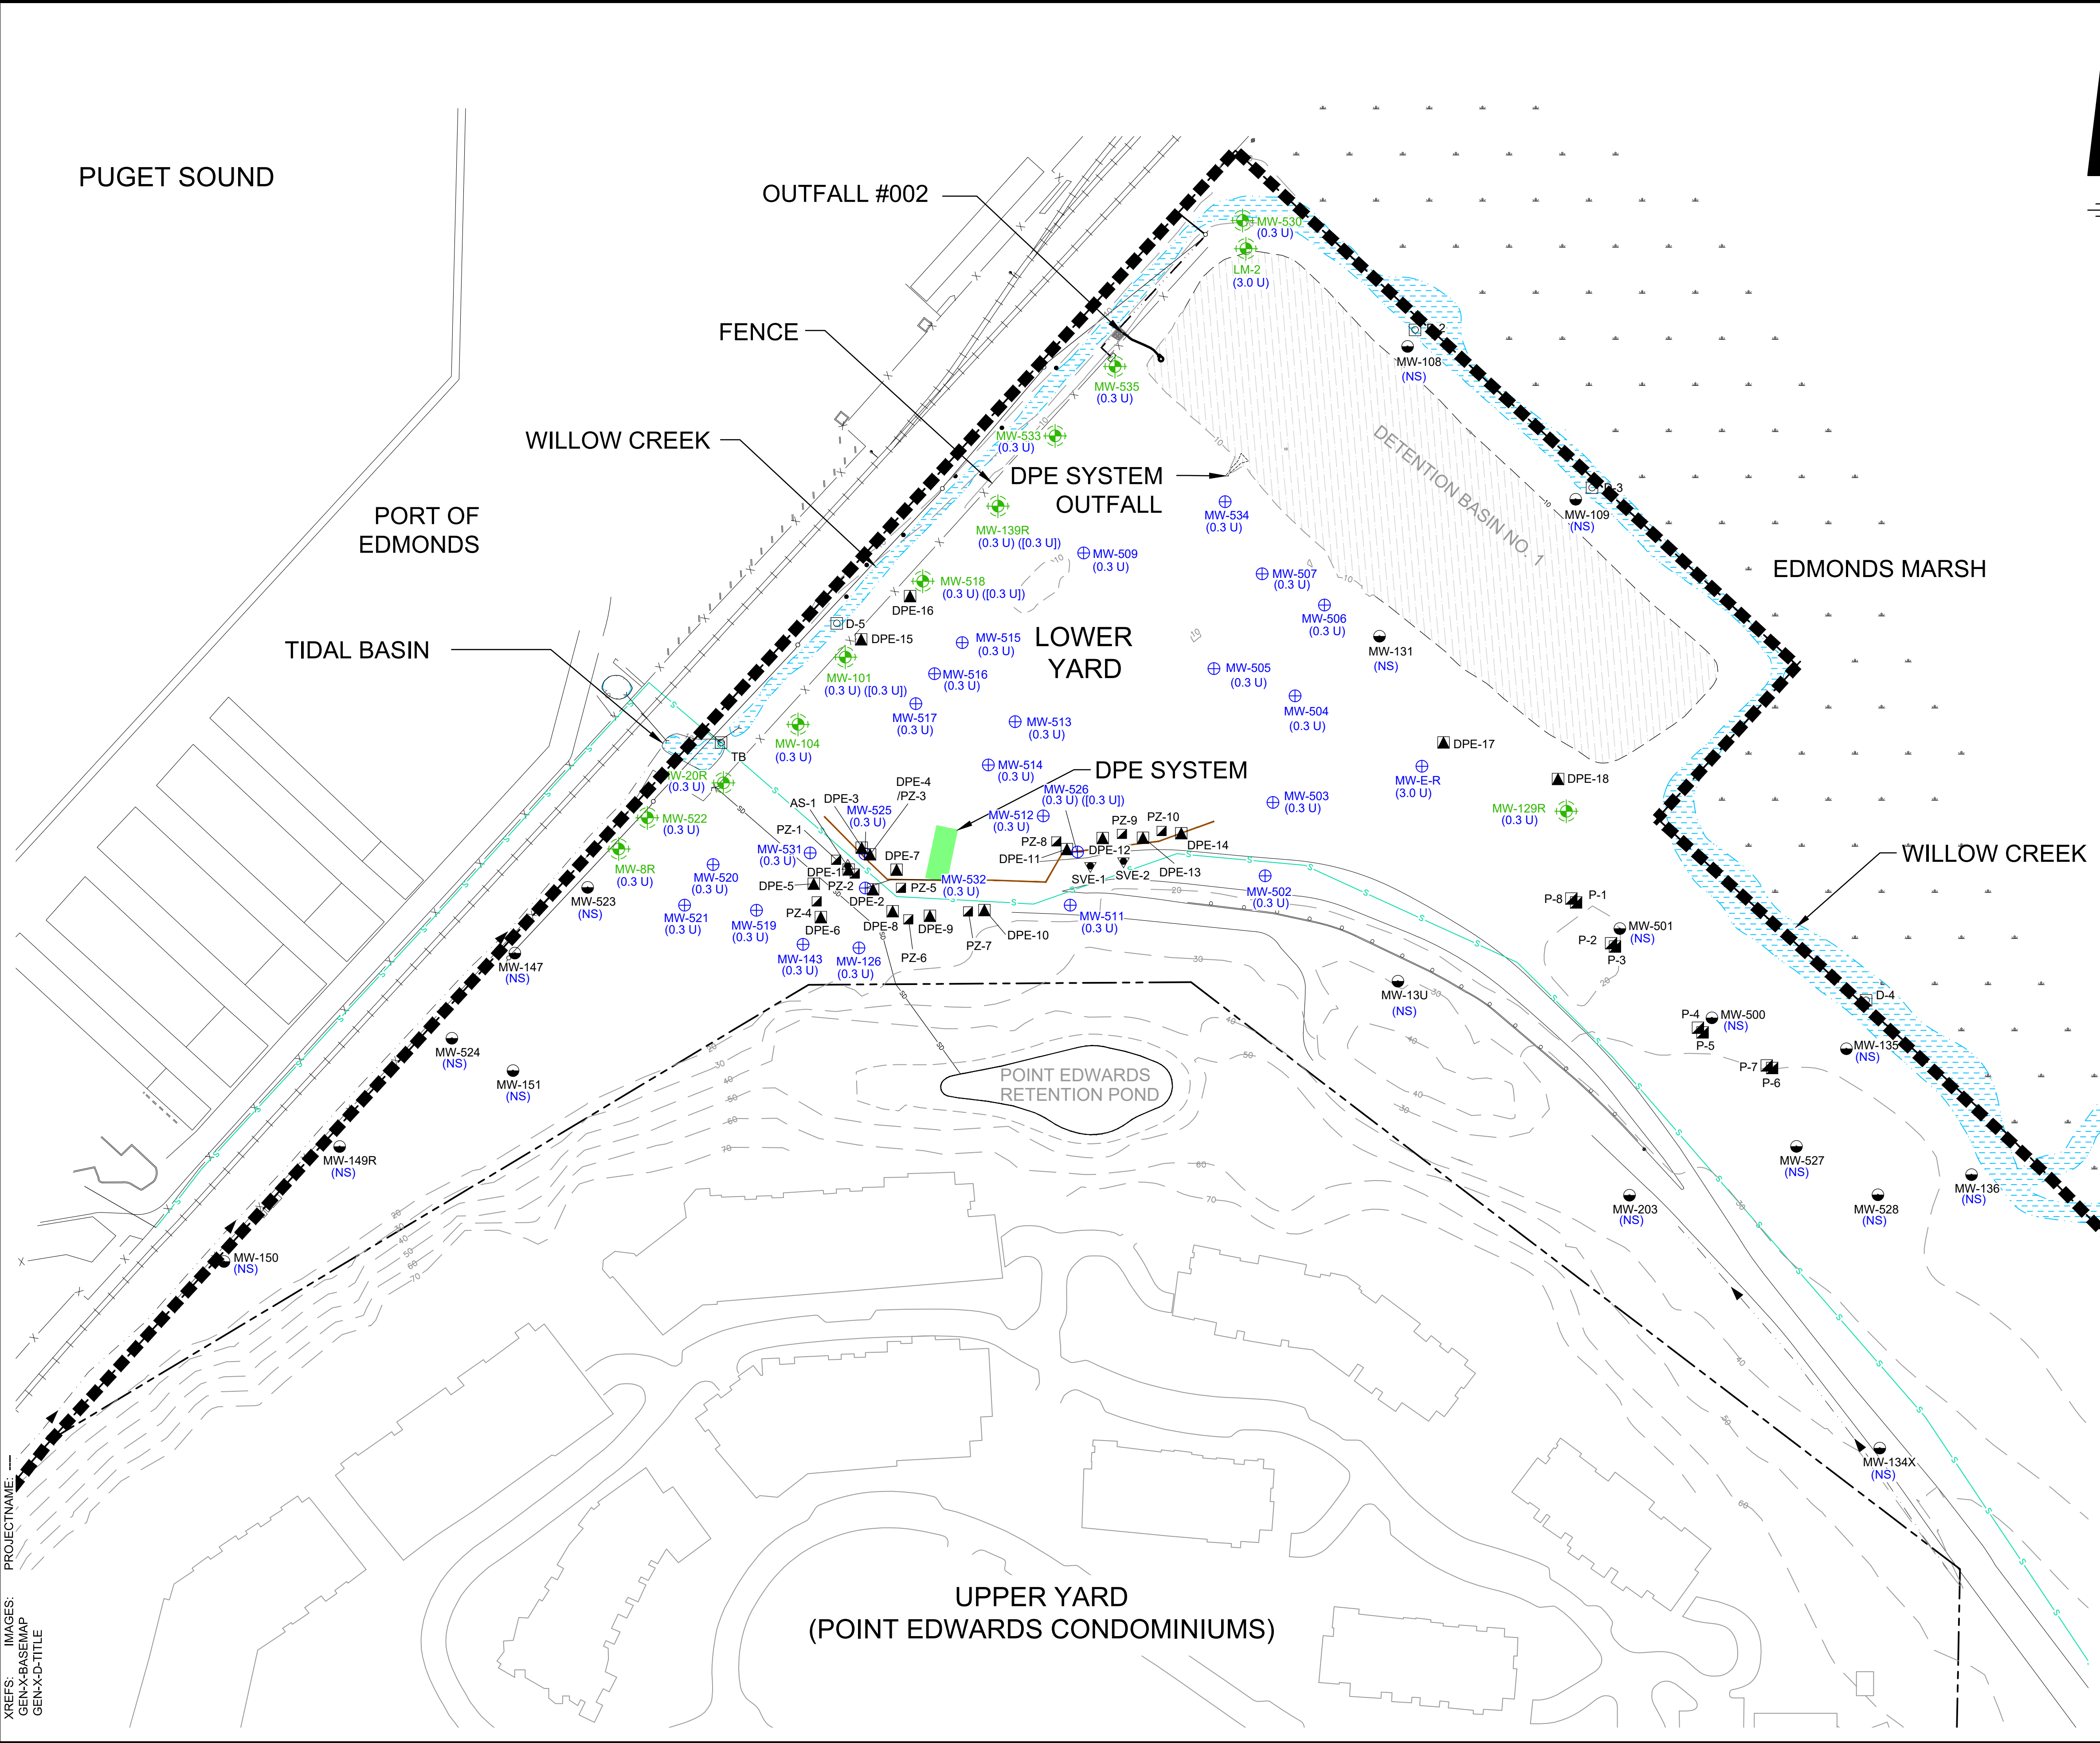 PUGET SOUND
OUTFALL #002
MW-530
(0.3 U)
LM-2
(3.0 U)
FENCE
MW-108
(NS)
MW-535
(0.3 U)
WILLOW CREEK
MW-533
(0.3 U)
DETENTION BASIN NO. 1
DPE SYSTEM
OUTFALL
D-3
MW-109
(NS)
PORT OF
EDMONDS
MW-534
(0.3 U)
MW-139R
(0.3 U) ([0.3 U])
MW-509
(0.3 U)
EDMONDS MARSH
MW-507
(0.3 U)
MW-518
(0.3 U) ([0.3 U])
DPE-16
MW-506
(0.3 U)
D-5
DPE-15
MW-515
(0.3 U)
LOWER
YARD
MW-131
(NS)
TIDAL BASIN
MW-101
(0.3 U) ([0.3 U])
MW-516
(0.3 U)
MW-505
(0.3 U)
MW-517
(0.3 U)
MW-513
(0.3 U)
MW-504
(0.3 U)
MW-104
(0.3 U)
TB
DPE-17
MW-514
(0.3 U)
DPE SYSTEM
MW-E-R
(3.0 U)
DPE-18
W-20R
(0.3 U)
DPE-4
/PZ-3
AS-1
DPE-3
MW-525
(0.3 U)
MW-526
(0.3 U) ([0.3 U])
MW-503
(0.3 U)
MW-129R
(0.3 U)
MW-522
(0.3 U)
PZ-1
MW-512
(0.3 U)
PZ-9
PZ-10
MW-531
(0.3 U)
DPE-7
PZ-8
DPE-11
DPE-12
DPE-14
WILLOW CREEK
MW-8R
(0.3 U)
MW-520
(0.3 U)
DPE-1
DPE-5
PZ-2
PZ-5
MW-532
(0.3 U)
SVE-1
SVE-2
DPE-13
MW-523
(NS)
MW-521
(0.3 U)
MW-519
(0.3 U)
PZ-4
DPE-6
DPE-2
DPE-8
DPE-9
PZ-6
PZ-7
DPE-10
MW-511
(0.3 U)
MW-502
(0.3 U)
P-8
P-1
MW-501
(NS)
P-2
P-3
MW-143
(0.3 U)
MW-126
(0.3 U)
MW-147
(NS)
MW-13U
(NS)
D-4
MW-524
(NS)
MW-151
(NS)
P-4
P-5
MW-500
(NS)
MW-135
(NS)
P-7
P-6
POINT EDWARDS
RETENTION POND
MW-149R
(NS)
MW-527
(NS)
MW-136
(NS)
MW-203
(NS)
MW-528
(NS)
MW-150
(NS)
MW-134X
(NS)
UPPER YARD
(POINT EDWARDS CONDOMINIUMS)
XREFS:
IMAGES:
PROJECTNAME: ----
GEN-X-BASEMAP
GEN-X-D-TITLE